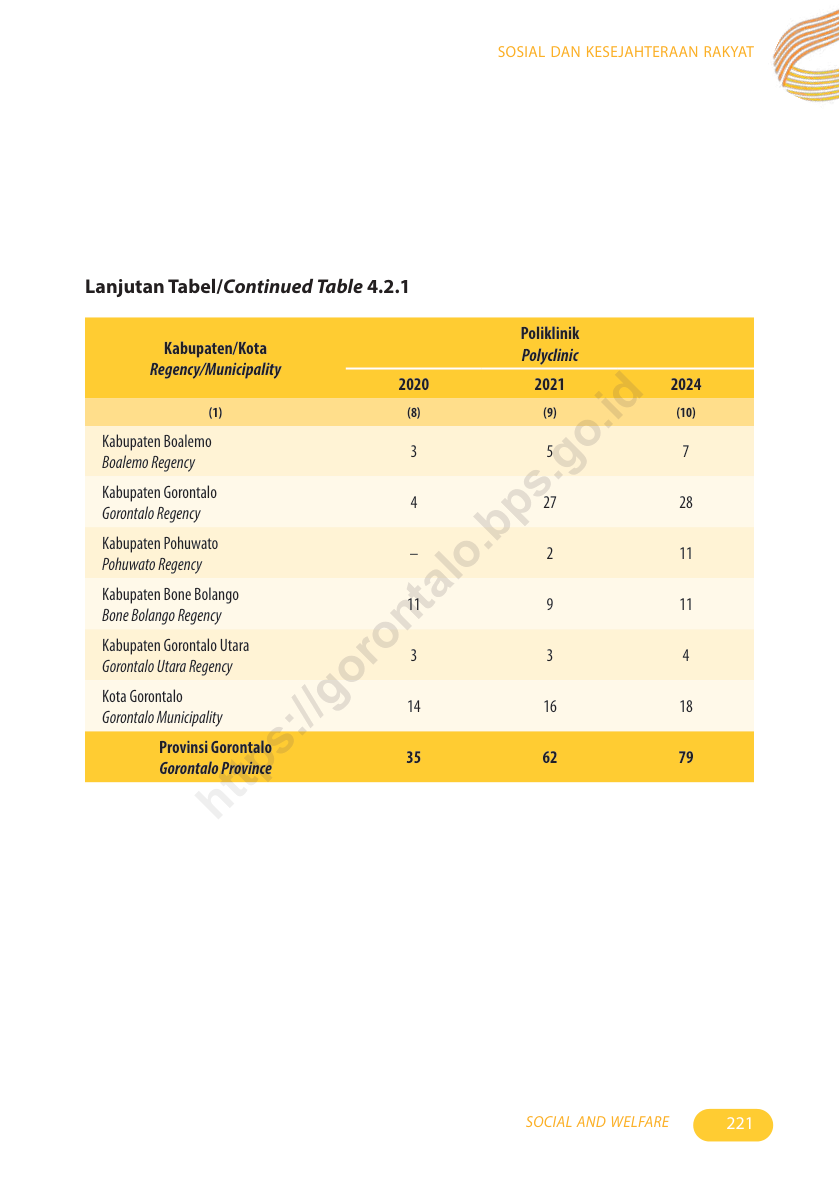 SOSIAL DAN KESEJAHTERAAN RAKYAT
Lanjutan Tabel/Continued Table 4.2.1
Kabupaten/Kota
Regency/Municipality
Poliklinik
Polyclinic
2020 2021 2024
(1) (8) (9) (10)
Kabupaten Boalemo
Boalemo Regency
3 5 7
Kabupaten Gorontalo
Gorontalo Regency
4 27 28
Kabupaten Pohuwato
Pohuwato Regency
– 2 11
Kabupaten Bone Bolango
Bone Bolango Regency
11 9 11
Kabupaten Gorontalo Utara
Gorontalo Utara Regency
3 3 4
Kota Gorontalo
Gorontalo Municipality
14 16 18
Provinsi Gorontalo
Gorontalo Province
35 62 79
https://gorontalo.bps.go.id
SOCIAL AND WELFARE 221